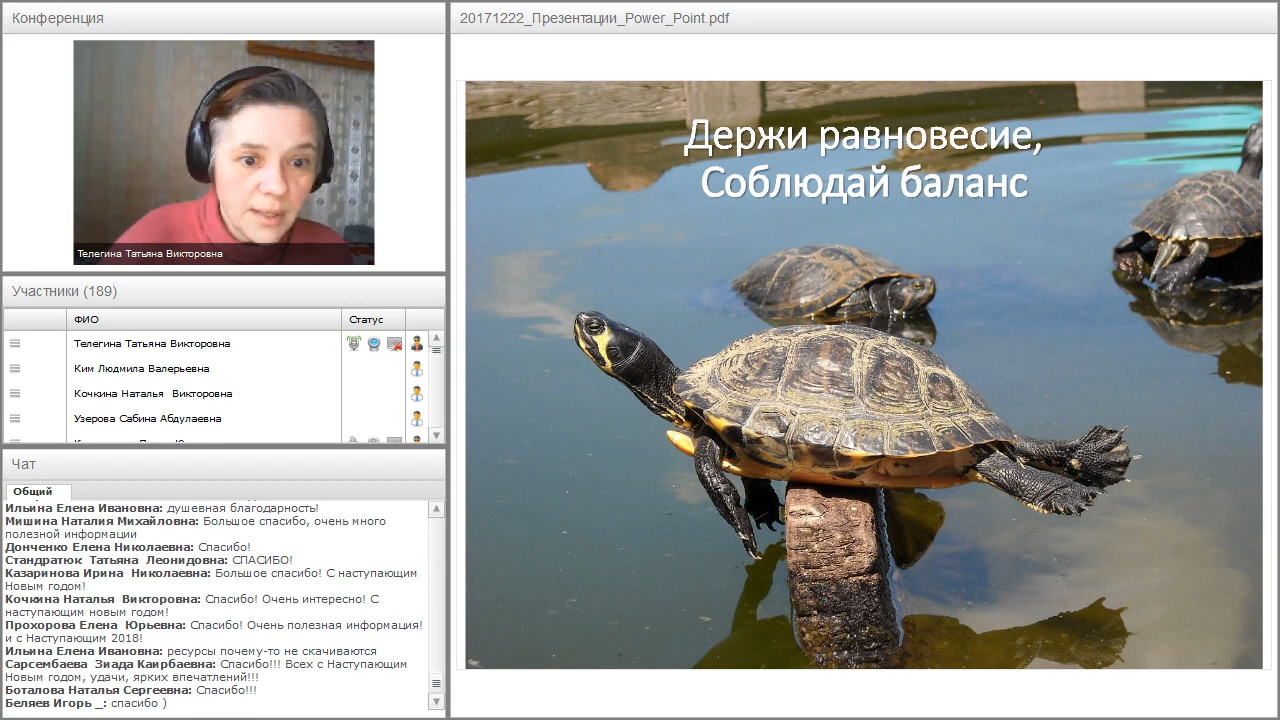 Конференция
Телегина Татьяна Викторовна
Участники (189)
ФИО Статус
Телегина Татьяна Викторовна
Ким Людмила Валерьевна
Кочкина Наталья Викторовна
Узерова Сабина Абдулаевна
Чат
Общий
Ильина Елена Ивановна: душевная благодарность!
Мишина Наталия Михайловна: Большое спасибо, очень много
полезной информации
Донченко Елена Николаевна: Спасибо!
Стандратюк Татьяна Леонидовна: СПАСИБО!
Казаринова Ирина Николаевна: Большое спасибо! С наступающим
Новым годом!
Кочкина Наталья Викторовна: Спасибо! Очень интересно! С
наступающим новым годом!
Прохорова Елена Юрьевна: Спасибо! Очень полезная информация!
и с Наступающим 2018!
Ильина Елена Ивановна: ресурсы почему-то не скачиваются
Сарсембаева Зиада Каирбаевна: Спасибо!!! Всех с Наступающим
Новым годом, удачи, ярких впечатлений!!!
Боталова Наталья Сергеевна: Спасибо!!!
Беляев Игорь _: спасибо )
20171222_Презентации_Power_Point.pdf
Держи равновесие,
Соблюдай баланс